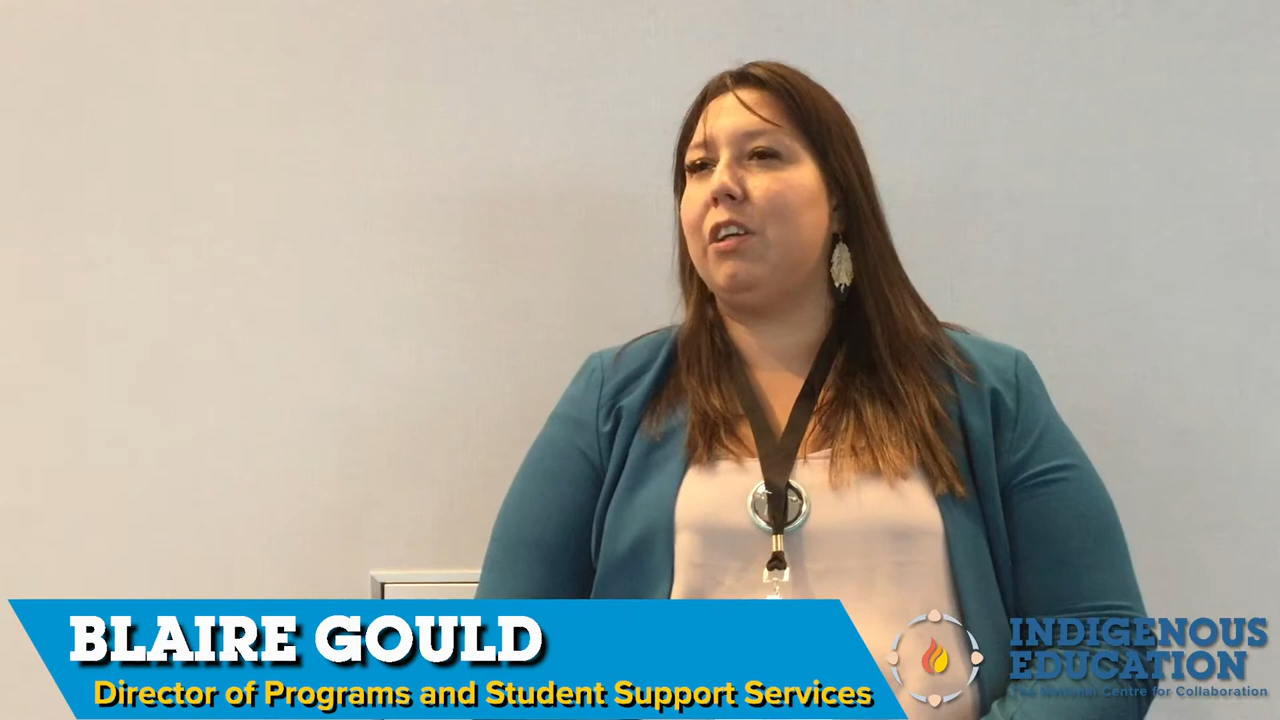 BLAIRE GOULD
Director of Programs and Student Support Services
INDIGENOUS
EDUCATION
The National Centre for Collaboration